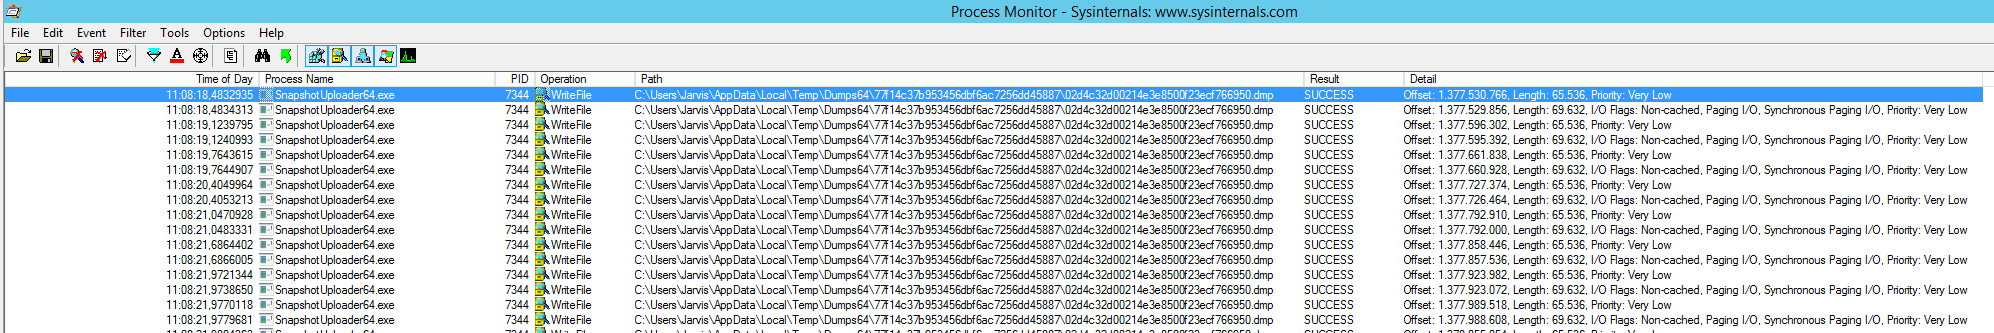 Process Monitor - Sysinternals: www.sysinternals.com
File Edit Event Filter Tools Options Help
Time of Day Process Name PID Operation Path Result Detail
11:08:18,4832935 SnapshotUploader64.exe 7344 WriteFile C:\Users\Jarvis\AppData\Local\Temp\Dumps64\77f14c37b953456dbf6ac7256dd45887\02d4c32d00214e3e8500f23ecf766950.dmp SUCCESS Offset: 1.377.530.766, Length: 65.536, Priority: Very Low
11:08:18,4834313 SnapshotUploader64.exe 7344 WriteFile C:\Users\Jarvis\AppData\Local\Temp\Dumps64\77f14c37b953456dbf6ac7256dd45887\02d4c32d00214e3e8500f23ecf766950.dmp SUCCESS Offset: 1.377.529.856, Length: 69.632, I/O Flags: Non-cached, Paging I/O, Synchronous Paging I/O, Priority: Very Low
11:08:19,1239795 SnapshotUploader64.exe 7344 WriteFile C:\Users\Jarvis\AppData\Local\Temp\Dumps64\77f14c37b953456dbf6ac7256dd45887\02d4c32d00214e3e8500f23ecf766950.dmp SUCCESS Offset: 1.377.596.302, Length: 65.536, Priority: Very Low
11:08:19,1240993 SnapshotUploader64.exe 7344 WriteFile C:\Users\Jarvis\AppData\Local\Temp\Dumps64\77f14c37b953456dbf6ac7256dd45887\02d4c32d00214e3e8500f23ecf766950.dmp SUCCESS Offset: 1.377.595.392, Length: 69.632, I/O Flags: Non-cached, Paging I/O, Synchronous Paging I/O, Priority: Very Low
11:08:19,7643615 SnapshotUploader64.exe 7344 WriteFile C:\Users\Jarvis\AppData\Local\Temp\Dumps64\77f14c37b953456dbf6ac7256dd45887\02d4c32d00214e3e8500f23ecf766950.dmp SUCCESS Offset: 1.377.661.838, Length: 65.536, Priority: Very Low
11:08:19,7644907 SnapshotUploader64.exe 7344 WriteFile C:\Users\Jarvis\AppData\Local\Temp\Dumps64\77f14c37b953456dbf6ac7256dd45887\02d4c32d00214e3e8500f23ecf766950.dmp SUCCESS Offset: 1.377.660.928, Length: 69.632, I/O Flags: Non-cached, Paging I/O, Synchronous Paging I/O, Priority: Very Low
11:08:20,4049964 SnapshotUploader64.exe 7344 WriteFile C:\Users\Jarvis\AppData\Local\Temp\Dumps64\77f14c37b953456dbf6ac7256dd45887\02d4c32d00214e3e8500f23ecf766950.dmp SUCCESS Offset: 1.377.727.374, Length: 65.536, Priority: Very Low
11:08:20,4053213 SnapshotUploader64.exe 7344 WriteFile C:\Users\Jarvis\AppData\Local\Temp\Dumps64\77f14c37b953456dbf6ac7256dd45887\02d4c32d00214e3e8500f23ecf766950.dmp SUCCESS Offset: 1.377.726.464, Length: 69.632, I/O Flags: Non-cached, Paging I/O, Synchronous Paging I/O, Priority: Very Low
11:08:21,0470928 SnapshotUploader64.exe 7344 WriteFile C:\Users\Jarvis\AppData\Local\Temp\Dumps64\77f14c37b953456dbf6ac7256dd45887\02d4c32d00214e3e8500f23ecf766950.dmp SUCCESS Offset: 1.377.792.910, Length: 65.536, Priority: Very Low
11:08:21,0483331 SnapshotUploader64.exe 7344 WriteFile C:\Users\Jarvis\AppData\Local\Temp\Dumps64\77f14c37b953456dbf6ac7256dd45887\02d4c32d00214e3e8500f23ecf766950.dmp SUCCESS Offset: 1.377.792.000, Length: 69.632, I/O Flags: Non-cached, Paging I/O, Synchronous Paging I/O, Priority: Very Low
11:08:21,6864402 SnapshotUploader64.exe 7344 WriteFile C:\Users\Jarvis\AppData\Local\Temp\Dumps64\77f14c37b953456dbf6ac7256dd45887\02d4c32d00214e3e8500f23ecf766950.dmp SUCCESS Offset: 1.377.858.446, Length: 65.536, Priority: Very Low
11:08:21,6866005 SnapshotUploader64.exe 7344 WriteFile C:\Users\Jarvis\AppData\Local\Temp\Dumps64\77f14c37b953456dbf6ac7256dd45887\02d4c32d00214e3e8500f23ecf766950.dmp SUCCESS Offset: 1.377.857.536, Length: 69.632, I/O Flags: Non-cached, Paging I/O, Synchronous Paging I/O, Priority: Very Low
11:08:21,9721344 SnapshotUploader64.exe 7344 WriteFile C:\Users\Jarvis\AppData\Local\Temp\Dumps64\77f14c37b953456dbf6ac7256dd45887\02d4c32d00214e3e8500f23ecf766950.dmp SUCCESS Offset: 1.377.923.982, Length: 65.536, Priority: Very Low
11:08:21,9738650 SnapshotUploader64.exe 7344 WriteFile C:\Users\Jarvis\AppData\Local\Temp\Dumps64\77f14c37b953456dbf6ac7256dd45887\02d4c32d00214e3e8500f23ecf766950.dmp SUCCESS Offset: 1.377.923.072, Length: 69.632, I/O Flags: Non-cached, Paging I/O, Synchronous Paging I/O, Priority: Very Low
11:08:21,9770118 SnapshotUploader64.exe 7344 WriteFile C:\Users\Jarvis\AppData\Local\Temp\Dumps64\77f14c37b953456dbf6ac7256dd45887\02d4c32d00214e3e8500f23ecf766950.dmp SUCCESS Offset: 1.377.989.518, Length: 65.536, Priority: Very Low
11:08:21,9779681 SnapshotUploader64.exe 7344 WriteFile C:\Users\Jarvis\AppData\Local\Temp\Dumps64\77f14c37b953456dbf6ac7256dd45887\02d4c32d00214e3e8500f23ecf766950.dmp SUCCESS Offset: 1.377.988.608, Length: 69.632, I/O Flags: Non-cached, Paging I/O, Synchronous Paging I/O, Priority: Very Low